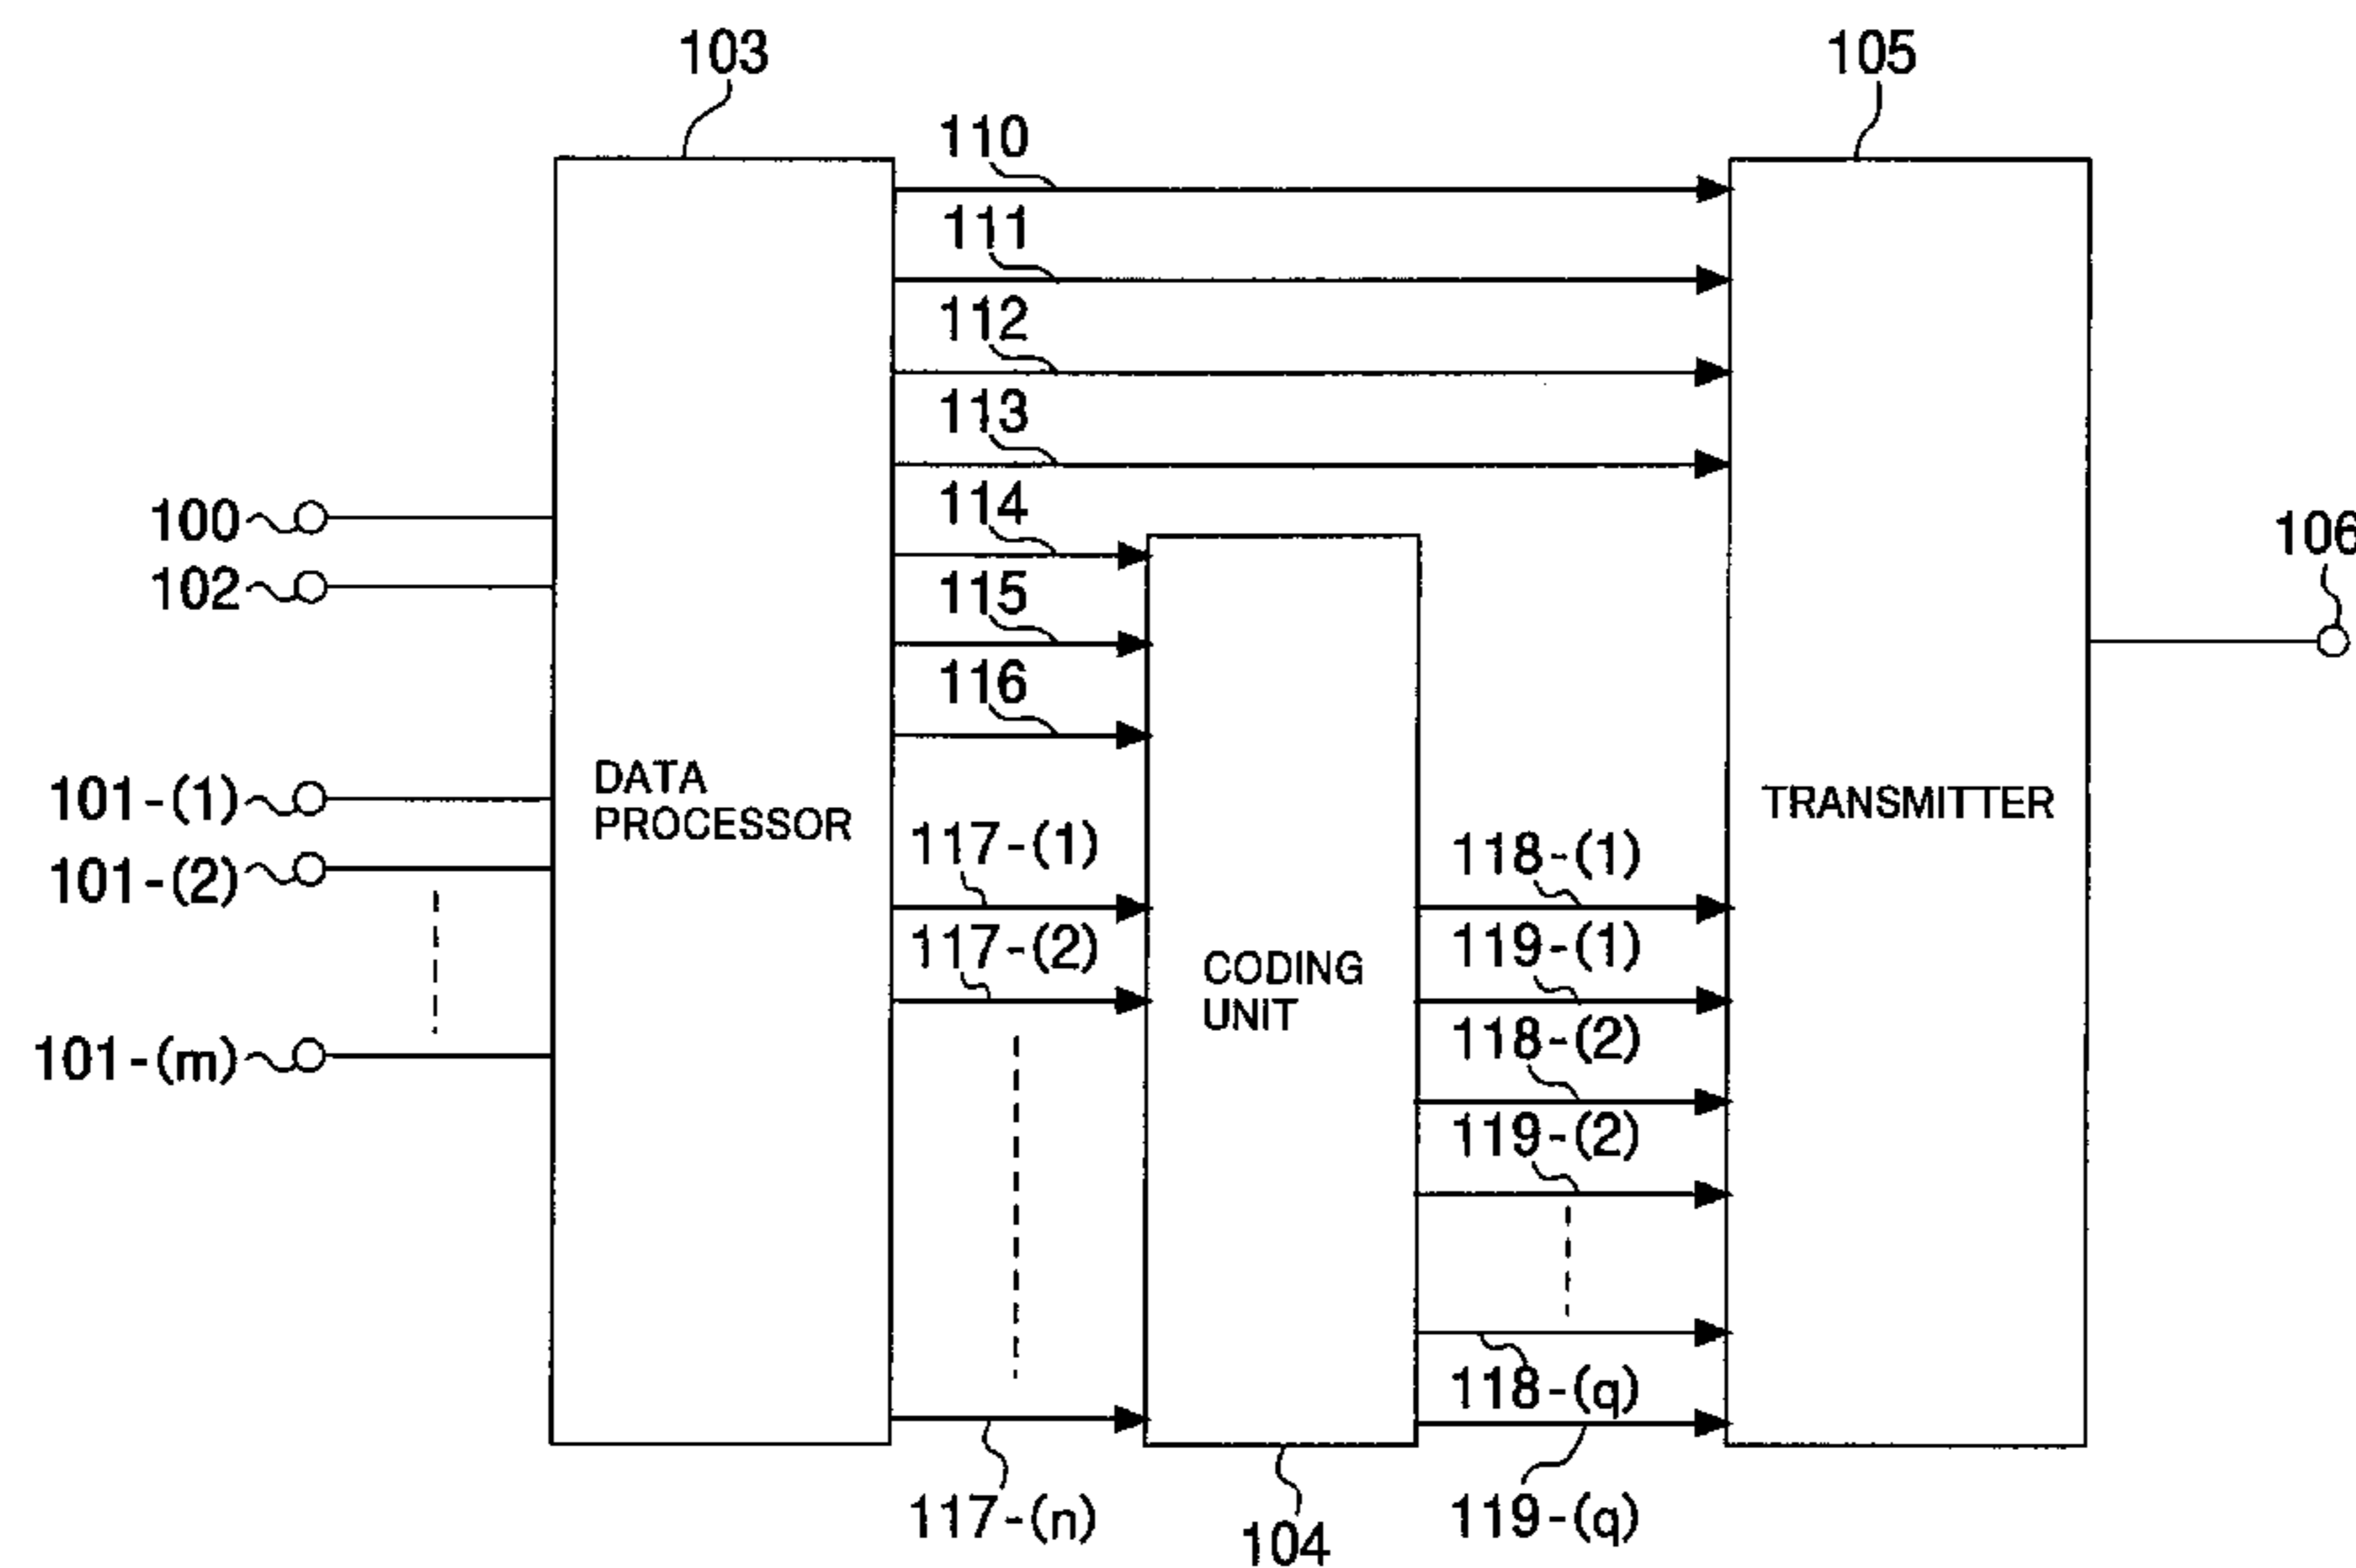 103
105
110
111
112
113
100
114
106
102
115
116
101-(1)
DATA
PROCESSOR
TRANSMITTER
117-(1)
118-(1)
101-(2)
117-(2)
119-(1)
CODING
UNIT
118-(2)
101-(m)
119-(2)
118-(q)
117-(n)
104
119-(q)